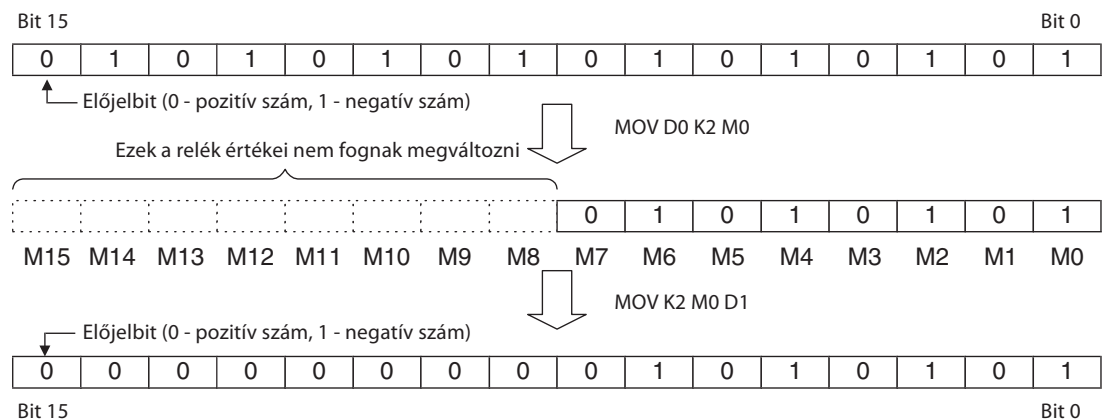 Bit 15 Bit 0
0 1 0 1 0 1 0 1 0 1 0 1 0 1 0 1
Előjelbit (0 - pozitív szám, 1 - negatív szám)
MOV D0 K2 M0
Ezek a relék értékei nem fognak megváltozni
0 1 0 1 0 1 0 1
M15 M14 M13 M12 M11 M10 M9 M8 M7 M6 M5 M4 M3 M2 M1 M0
MOV K2 M0 D1
Előjelbit (0 - pozitív szám, 1 - negatív szám)
0 0 0 0 0 0 0 0 0 1 0 1 0 1 0 1
Bit 15 Bit 0